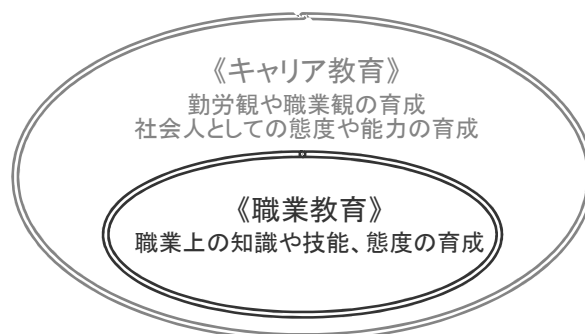 《キャリア教育》
勤労観や職業観の育成
社会人としての態度や能力の育成
《職業教育》
職業上の知識や技能、態度の育成